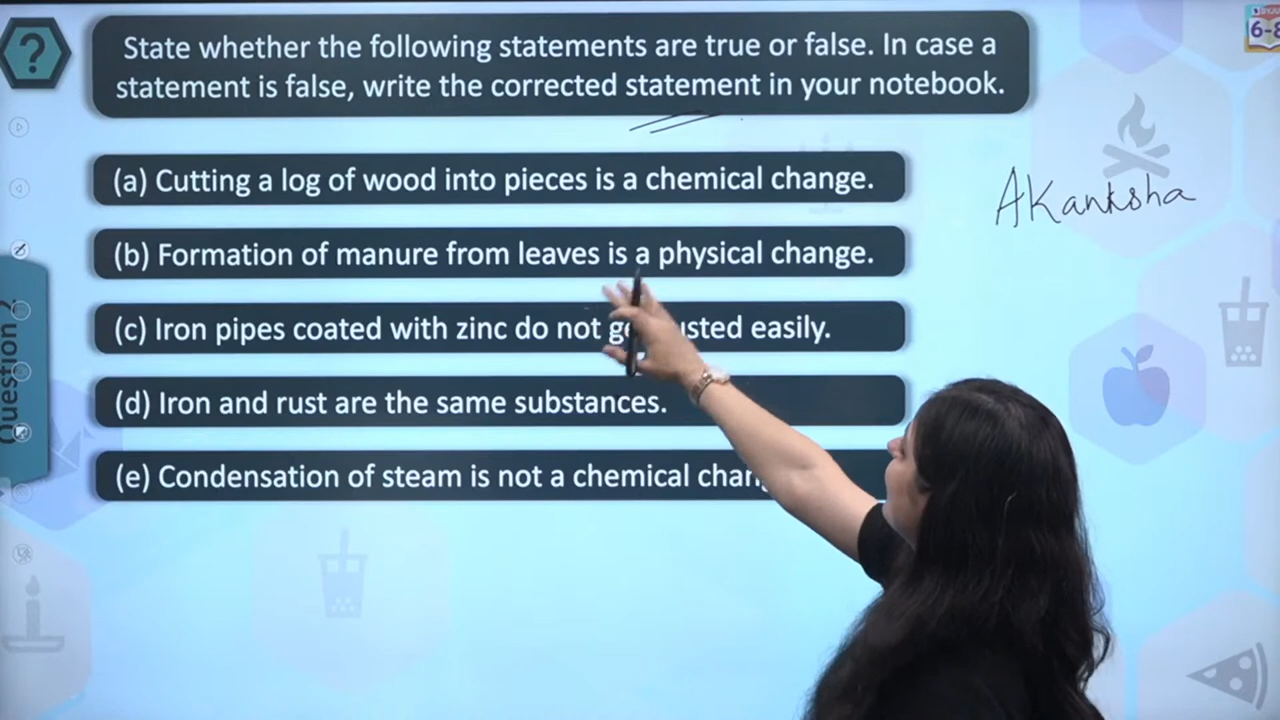 State whether the following statements are true or false. In case a
statement is false, write the corrected statement in your notebook.
(a) Cutting a log of wood into pieces is a chemical change.
AKanksha
(b) Formation of manure from leaves is a physical change.
(c) Iron pipes coated with zinc do not easily.
(d) Iron and rust are the same substances.
(e) Condensation of steam is not a chemical
Question
?
6-8